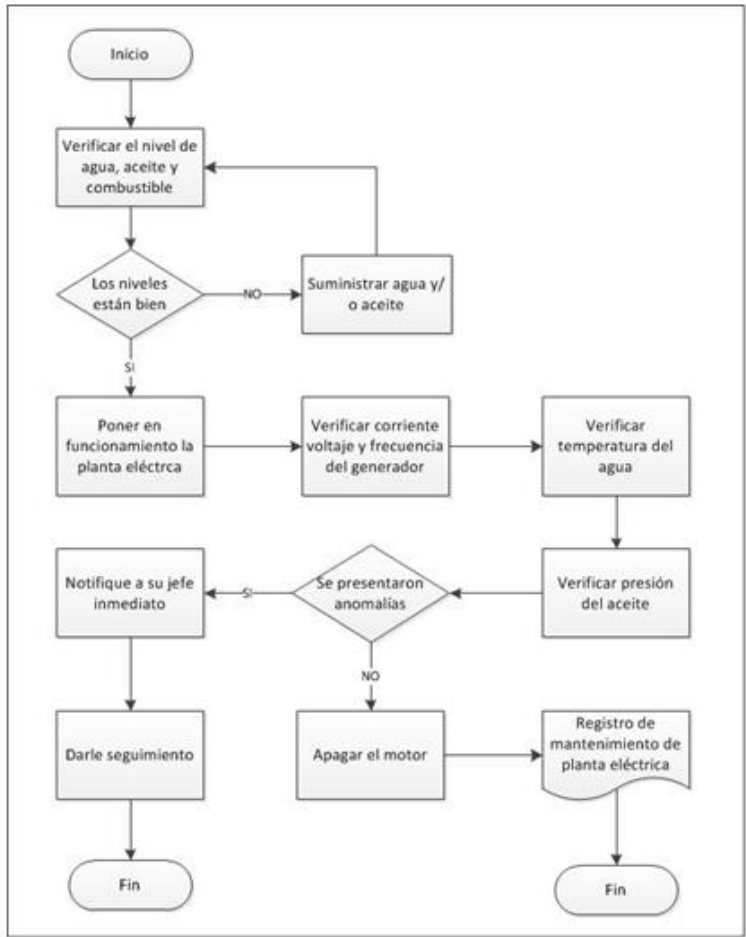 Inicio
Verificar el nivel de
agua, aceite y
combustible
Los niveles
están bien
NO
Suministrar agua y/
o aceite
SI
Poner en
funcionamiento la
planta eléctrca
Verificar corriente
voltaje y frecuencia
del generador
Verificar
temperatura del
agua
Verificar presión
del aceite
Se presentaron
anomalías
SI
Notifique a su jefe
inmediato
Darle seguimiento
Fin
NO
Apagar el motor
Registro de
mantenimiento de
planta eléctrica
Fin